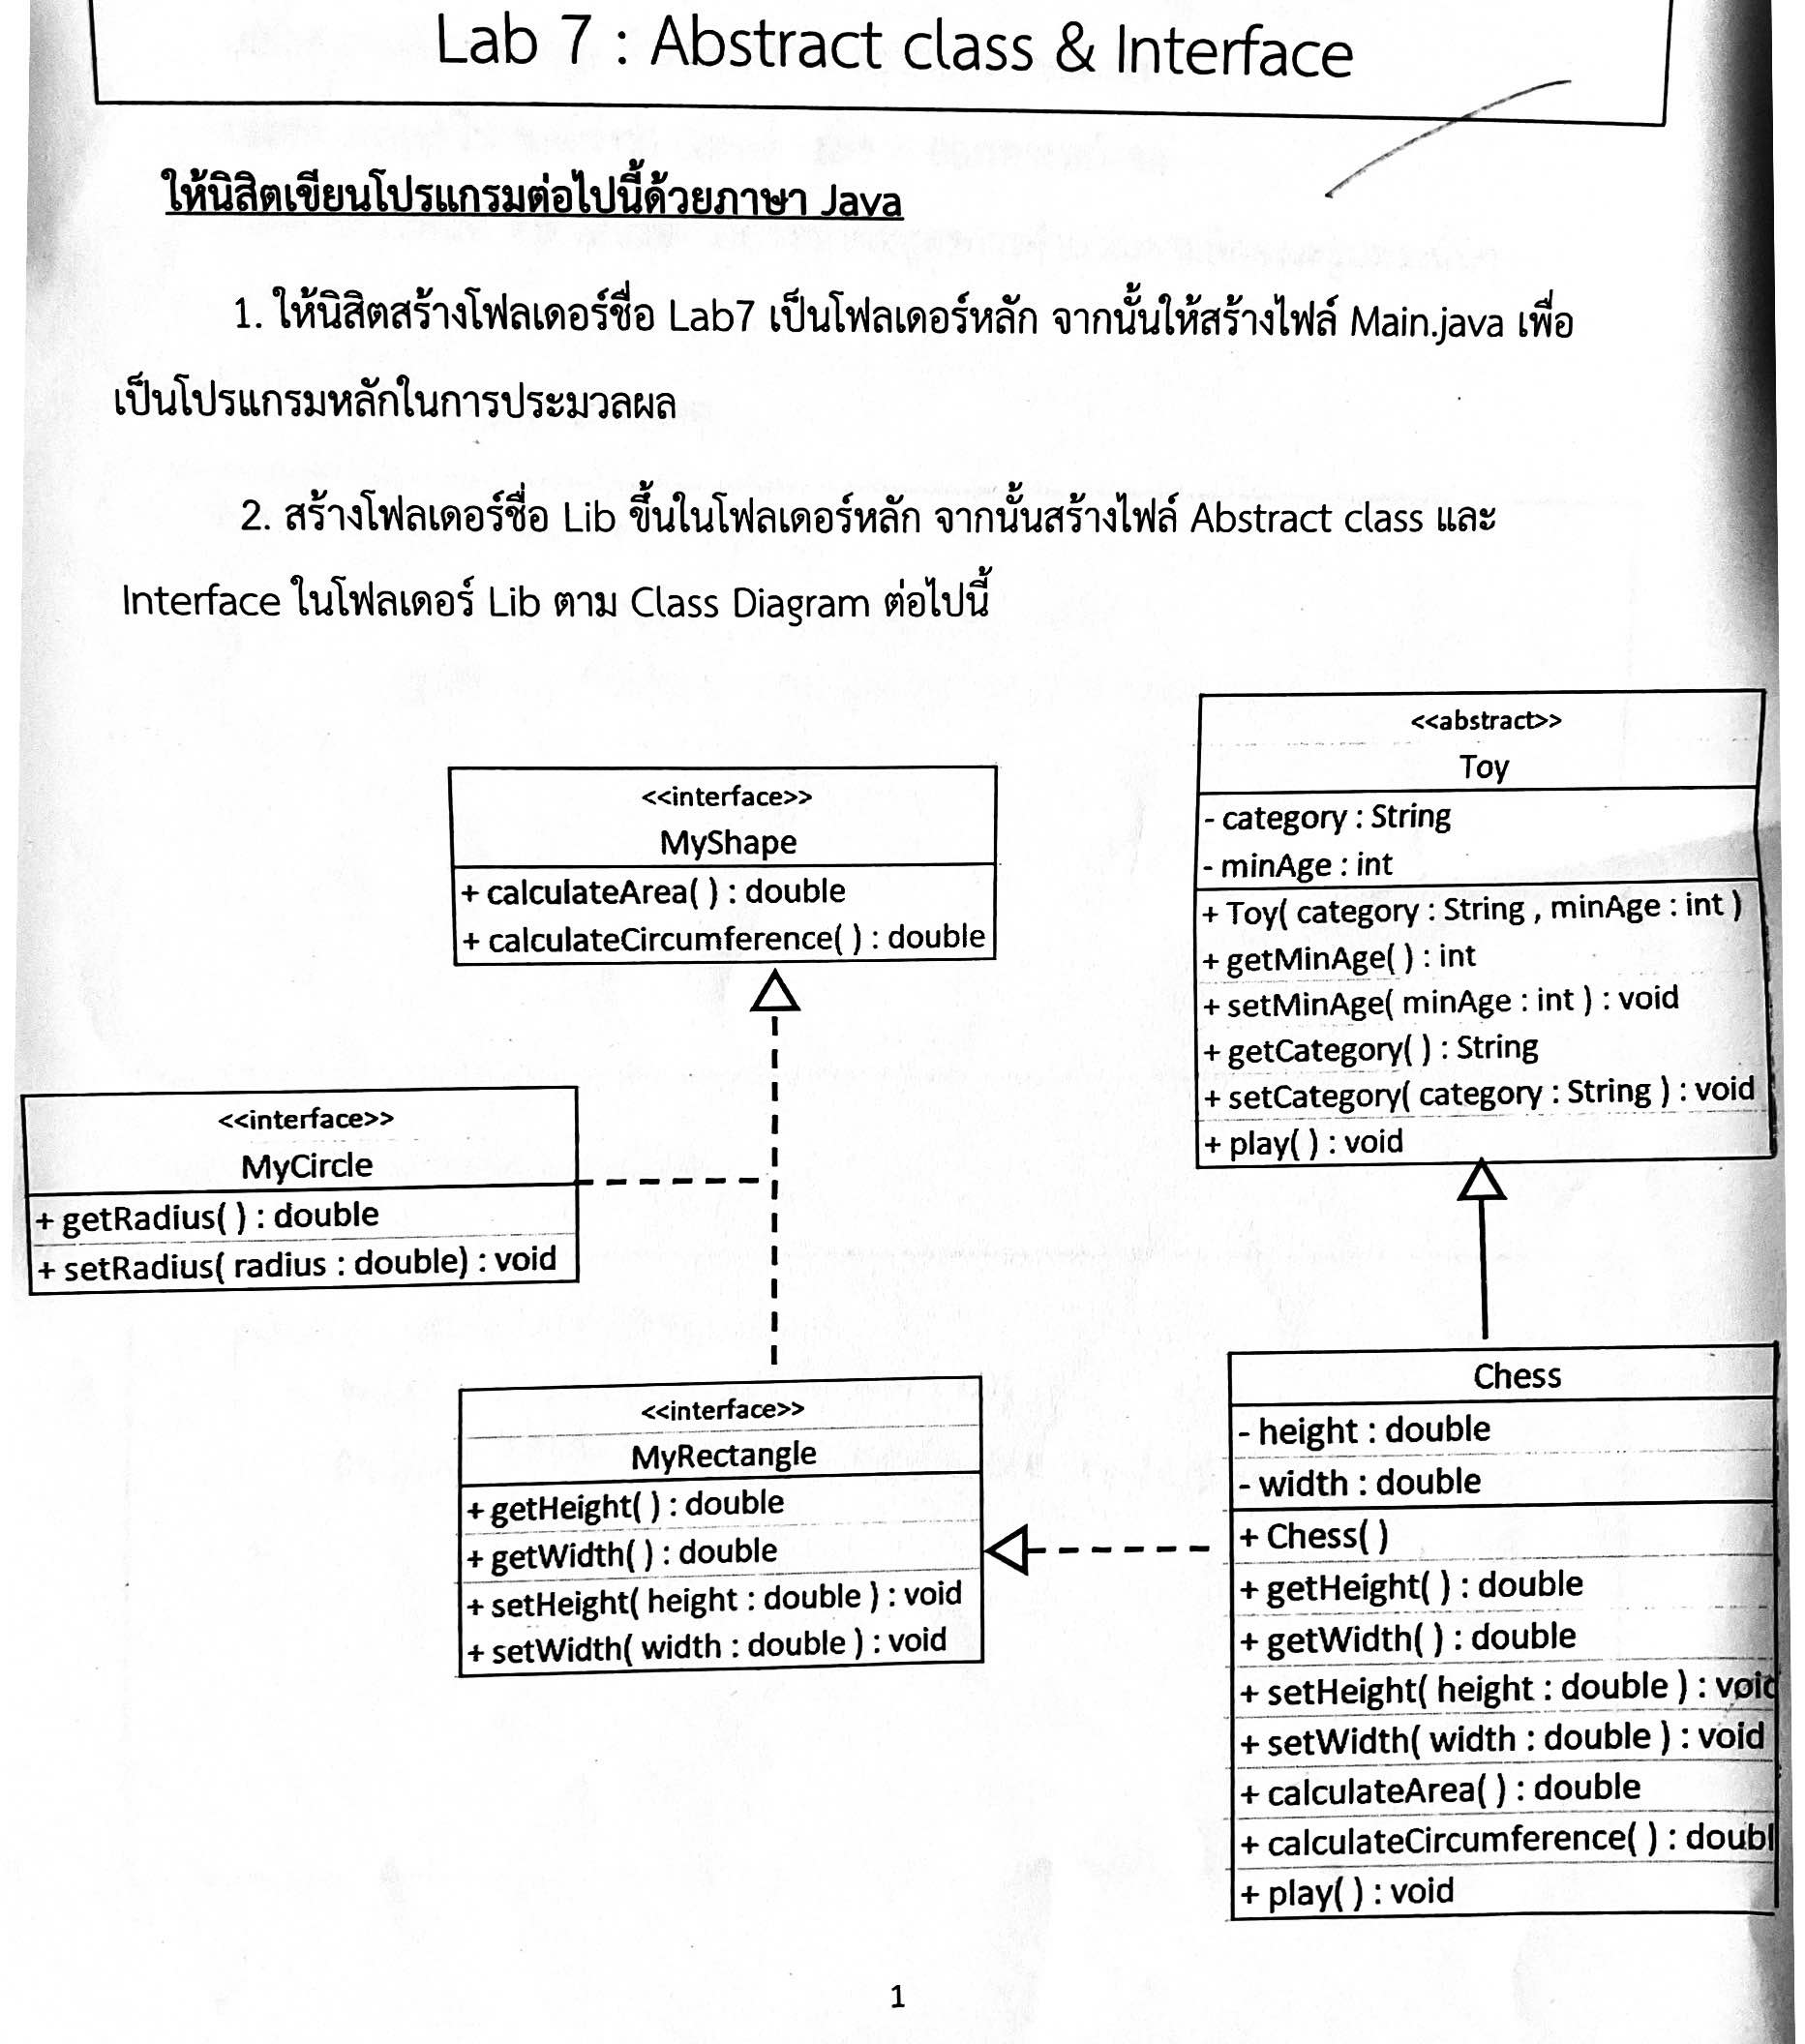 Lab 7 : Abstract class & Interface
ให้นิสิตเขียนโปรแกรมต่อไปนี้ด้วยภาษา Java
1. ให้นิสิตสร้างโฟลเดอร์ชื่อ Lab7 เป็นโฟลเดอร์หลัก จากนั้นให้สร้างไฟล์ Main.java เพื่อ
เป็นโปรแกรมหลักในการประมวลผล
2. สร้างโฟลเดอร์ชื่อ Lib ขึ้นในโฟลเดอร์หลัก จากนั้นสร้างไฟล์ Abstract class และ
Interface ในโฟลเดอร์ Lib ตาม Class Diagram ต่อไปนี้
<<interface>>
MyShape
+ calculateArea( ) : double
+ calculateCircumference( ) : double
<<abstract>>
Toy
- category : String
- minAge : int
+ Toy( category : String , minAge : int )
+ getMinAge( ) : int
+ setMinAge( minAge : int ) : void
+ getCategory( ) : String
+ setCategory( category : String ) : void
+ play( ) : void
<<interface>>
MyCircle
+ getRadius( ) : double
+ setRadius( radius : double) : void
<<interface>>
MyRectangle
+ getHeight( ) : double
+ getWidth( ) : double
+ setHeight( height : double ) : void
+ setWidth( width : double ) : void
Chess
- height : double
- width : double
+ Chess( )
+ getHeight( ) : double
+ getWidth( ) : double
+ setHeight( height : double ) : void
+ setWidth( width : double ) : void
+ calculateArea( ) : double
+ calculateCircumference( ) : doubl
+ play( ) : void
1